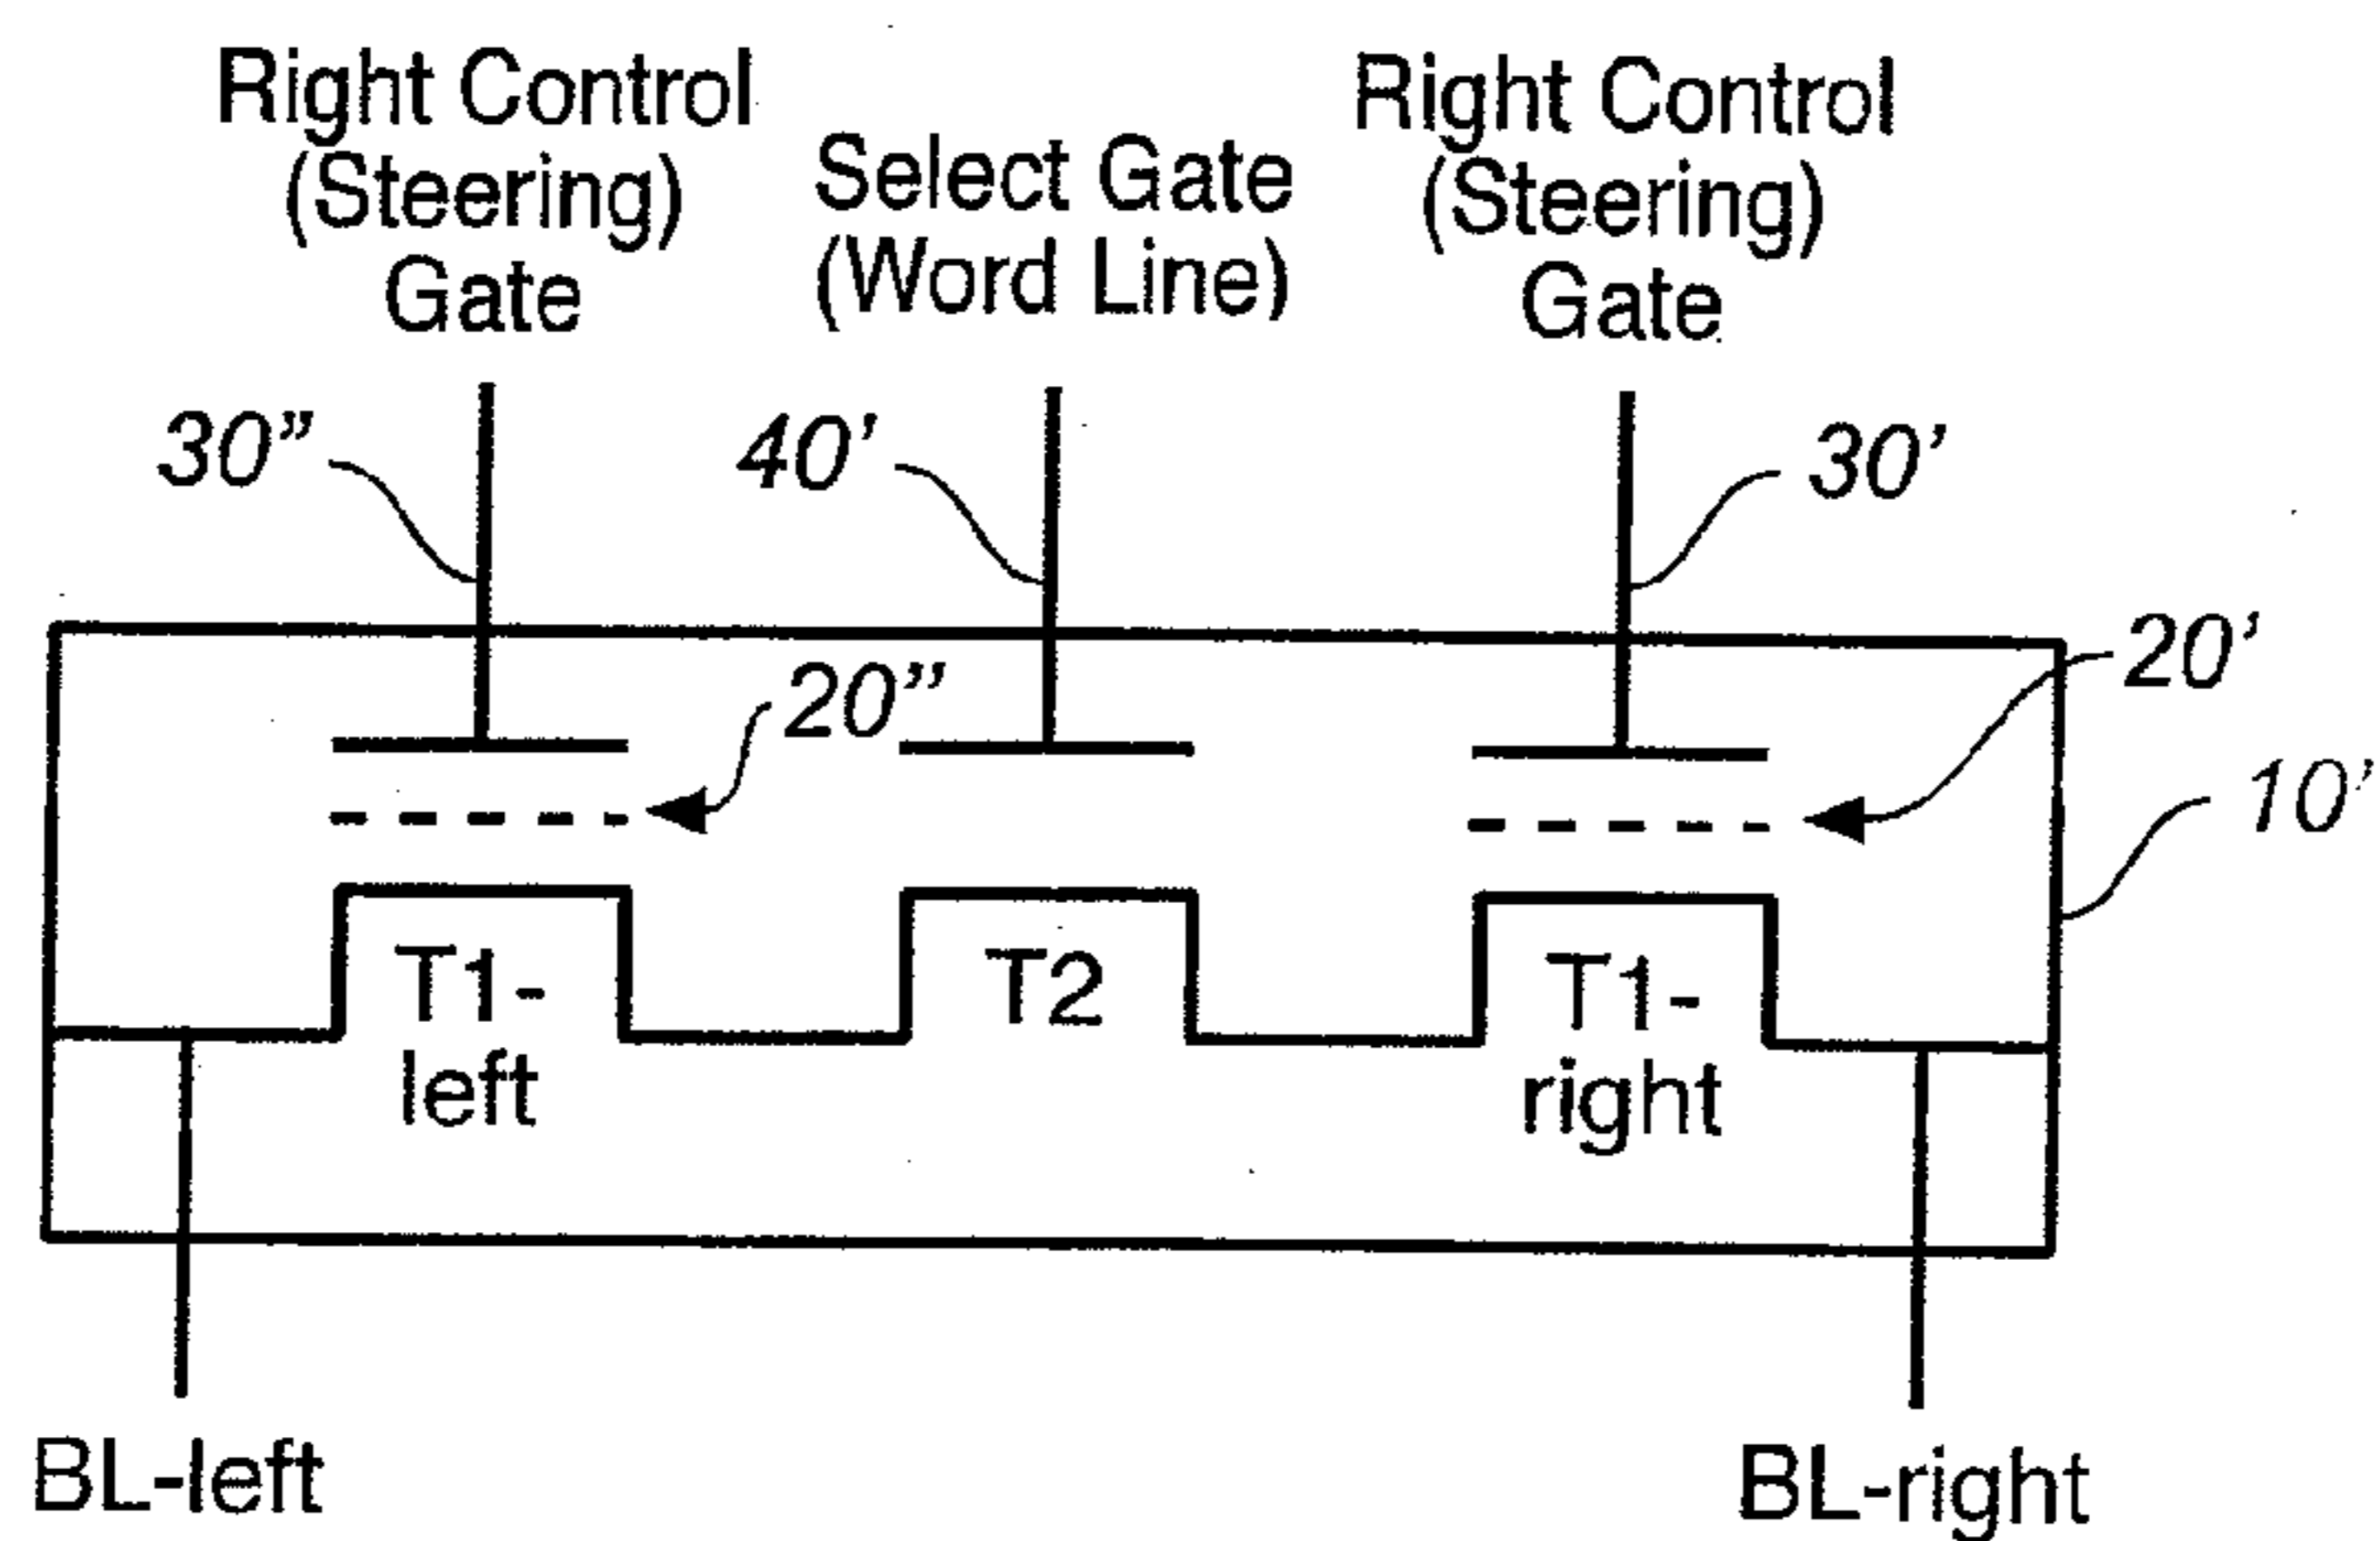 Right Control
(Steering)
Gate
Select Gate
(Word Line)
Right Control
(Steering)
Gate
30”
40’
30’
20”
20’
10’
T1-
left
T2
T1-
right
BL-left
BL-right